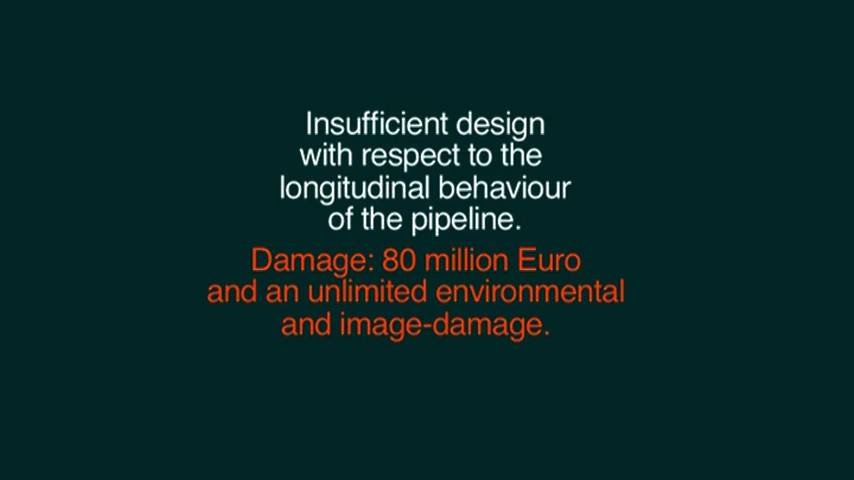 Insufficient design
with respect to the
longitudinal behaviour
of the pipeline.
Damage: 80 million Euro
and an unlimited environmental
and image-damage.